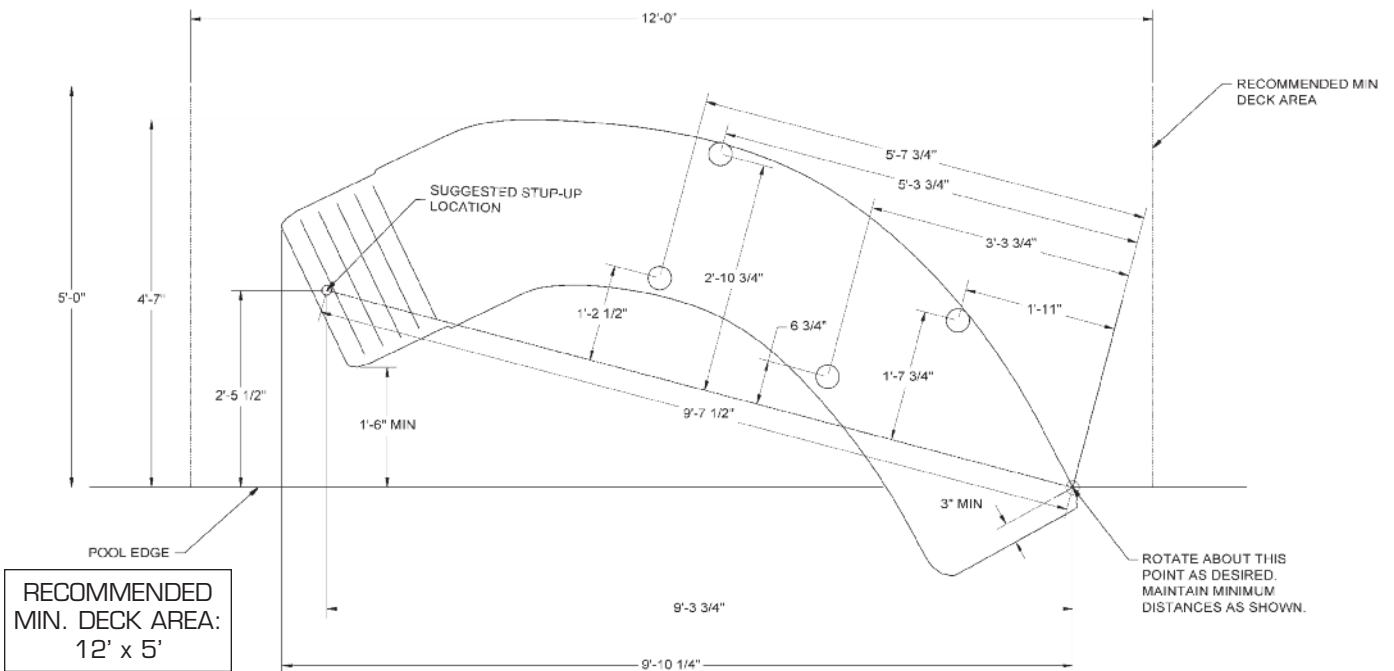 12'-0"
RECOMMENDED MIN
DECK AREA
5'-7 3/4"
5'-3 3/4"
SUGGESTED STUP-UP
LOCATION
3'-3 3/4"
2'-10 3/4"
5'-0"
4'-7"
1'-2 1/2"
6 3/4"
1'-11"
1'-7 3/4"
2'-5 1/2"
9'-7 1/2"
1'-6" MIN
3" MIN
POOL EDGE
ROTATE ABOUT THIS
POINT AS DESIRED.
MAINTAIN MINIMUM
DISTANCES AS SHOWN.
RECOMMENDED
MIN. DECK AREA:
12' x 5'
9'-3 3/4"
9'-10 1/4"